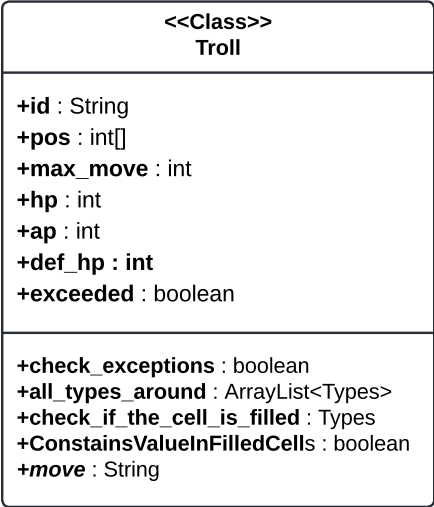 <<Class>>
Troll
+id : String
+pos : int[]
+max_move : int
+hp : int
+ap : int
+def_hp : int
+exceeded : boolean
+check_exceptions : boolean
+all_types_around : ArrayList<Types>
+check_if_the_cell_is_filled : Types
+ConstainsValueInFilledCells : boolean
+move : String